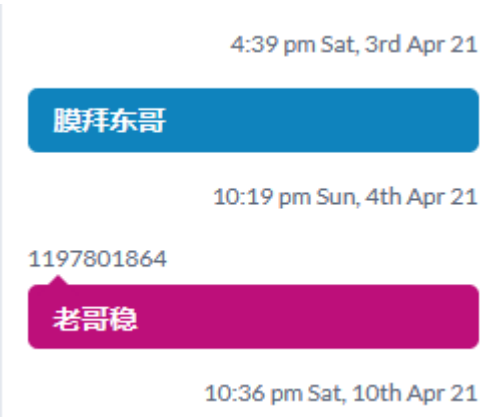 4:39 pm Sat, 3rd Apr 21
膜拜东哥
10:19 pm Sun, 4th Apr 21
1197801864
老哥稳
10:36 pm Sat, 10th Apr 21